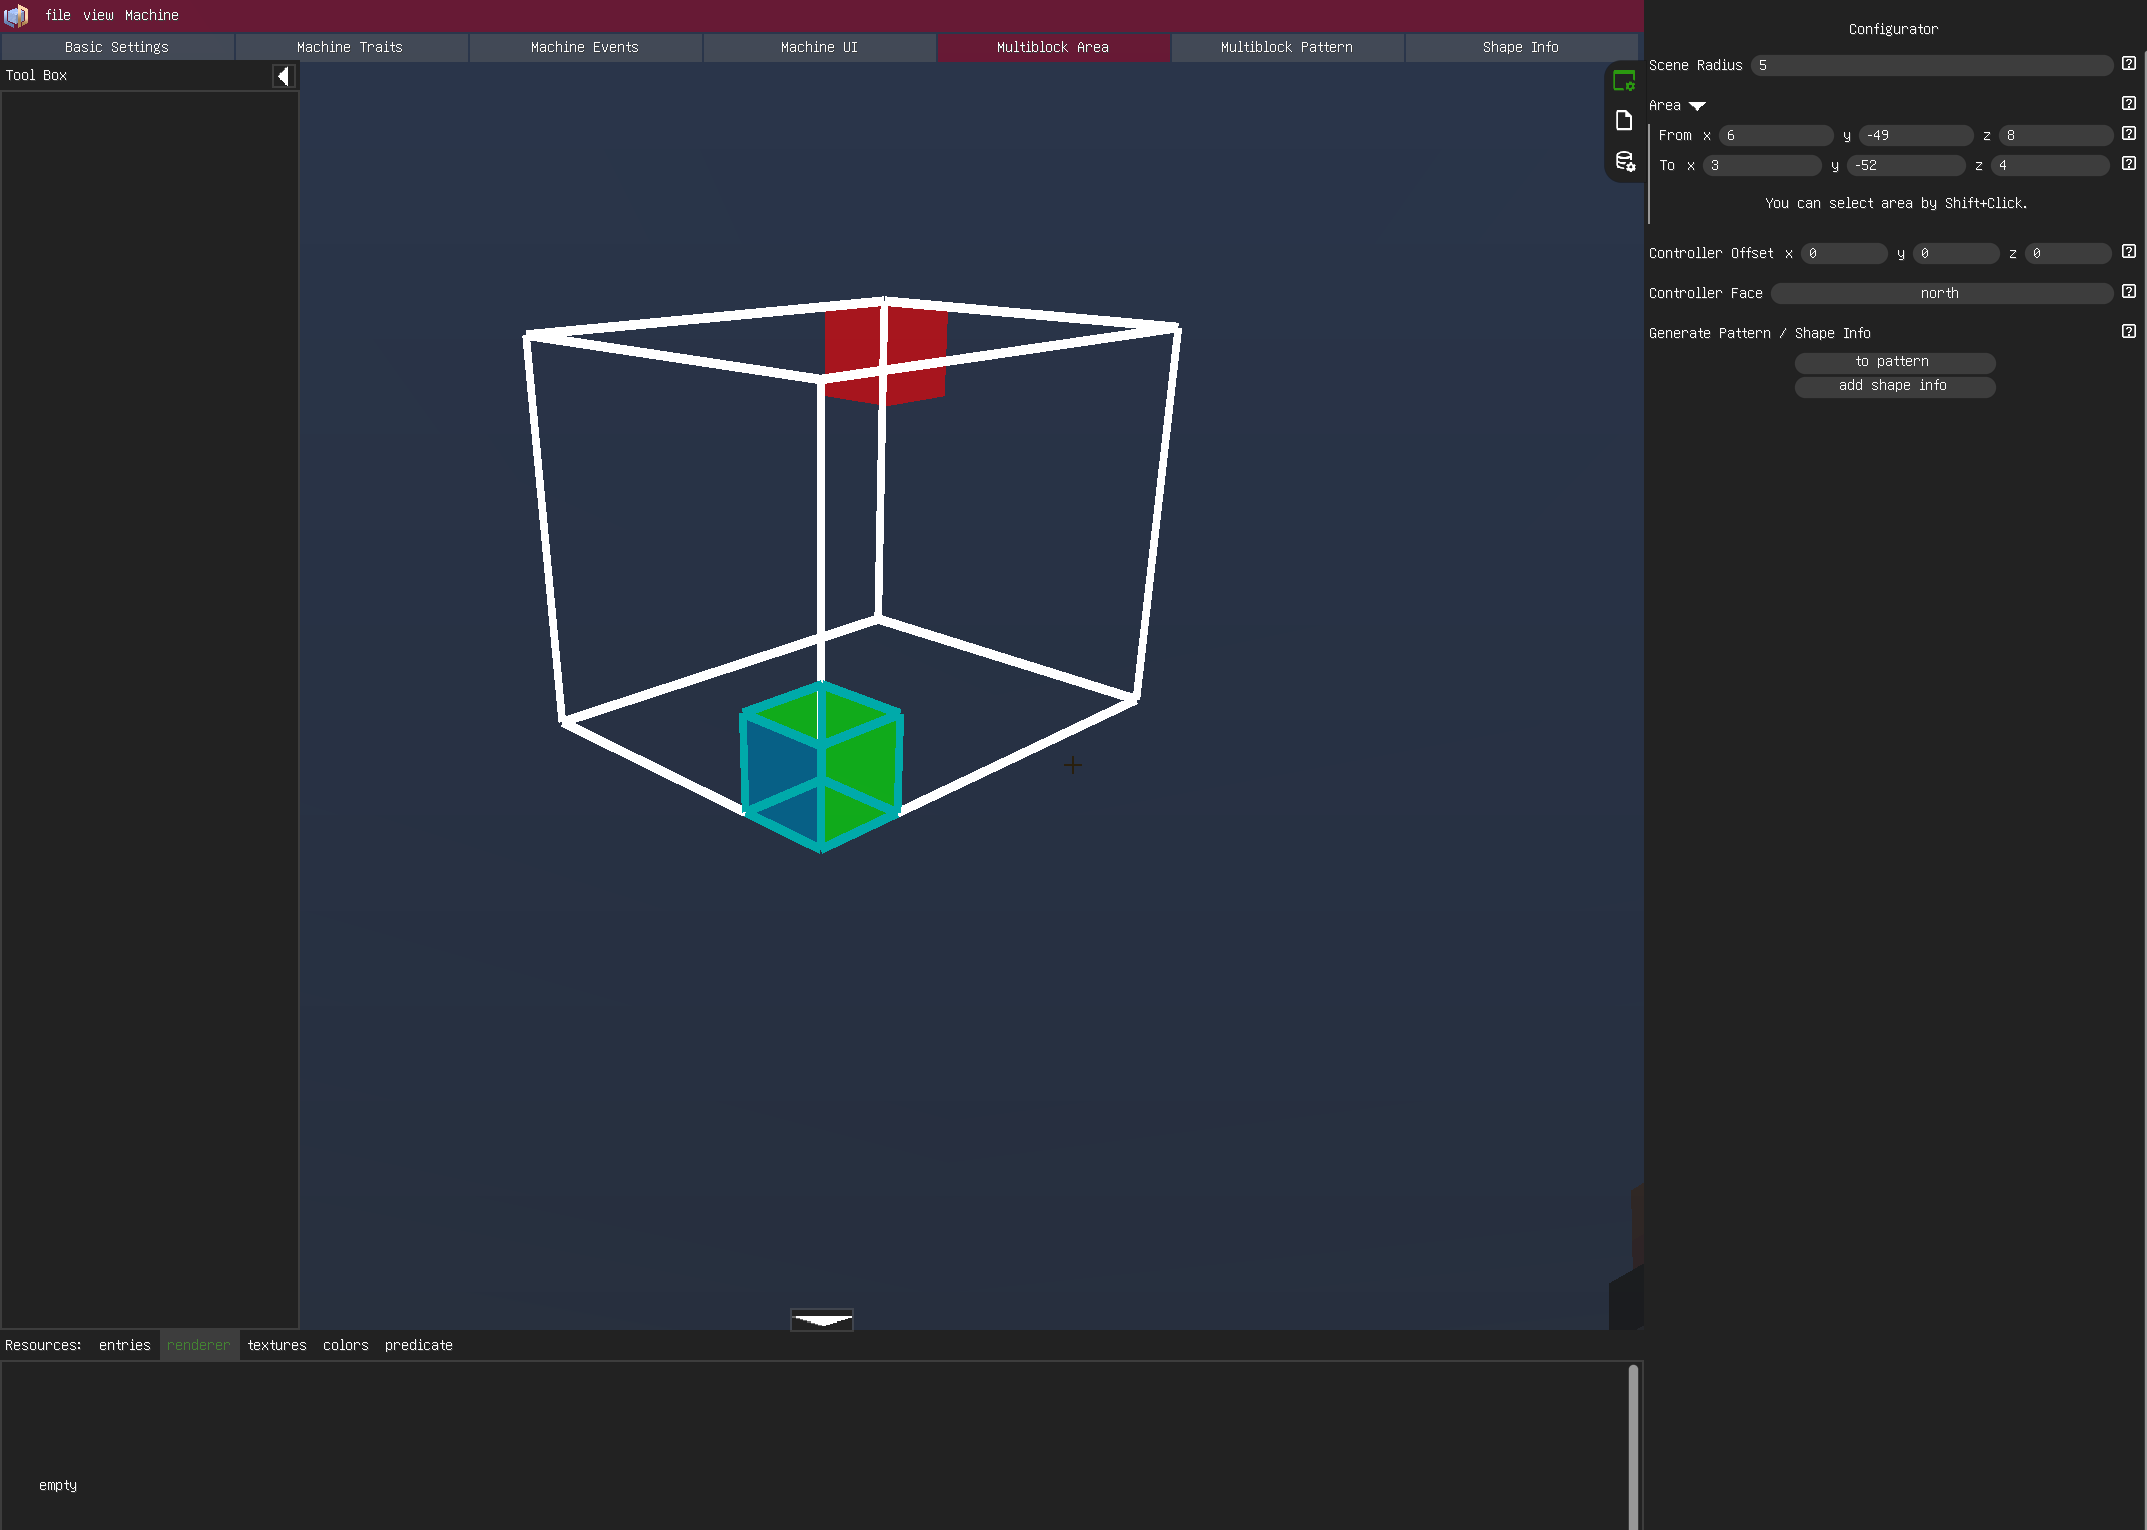 file view Machine
Basic Settings Machine Traits Machine Events Machine UI Multiblock Area Multiblock Pattern Shape Info
Tool Box
Configurator
Scene Radius 5
Area
From x 6 y -49 z 8
To x 3 y -52 z 4
You can select area by Shift+Click.
Controller Offset x 0 y 0 z 0
Controller Face north
Generate Pattern / Shape Info
to pattern
add shape info
Resources: entries renderer textures colors predicate
empty